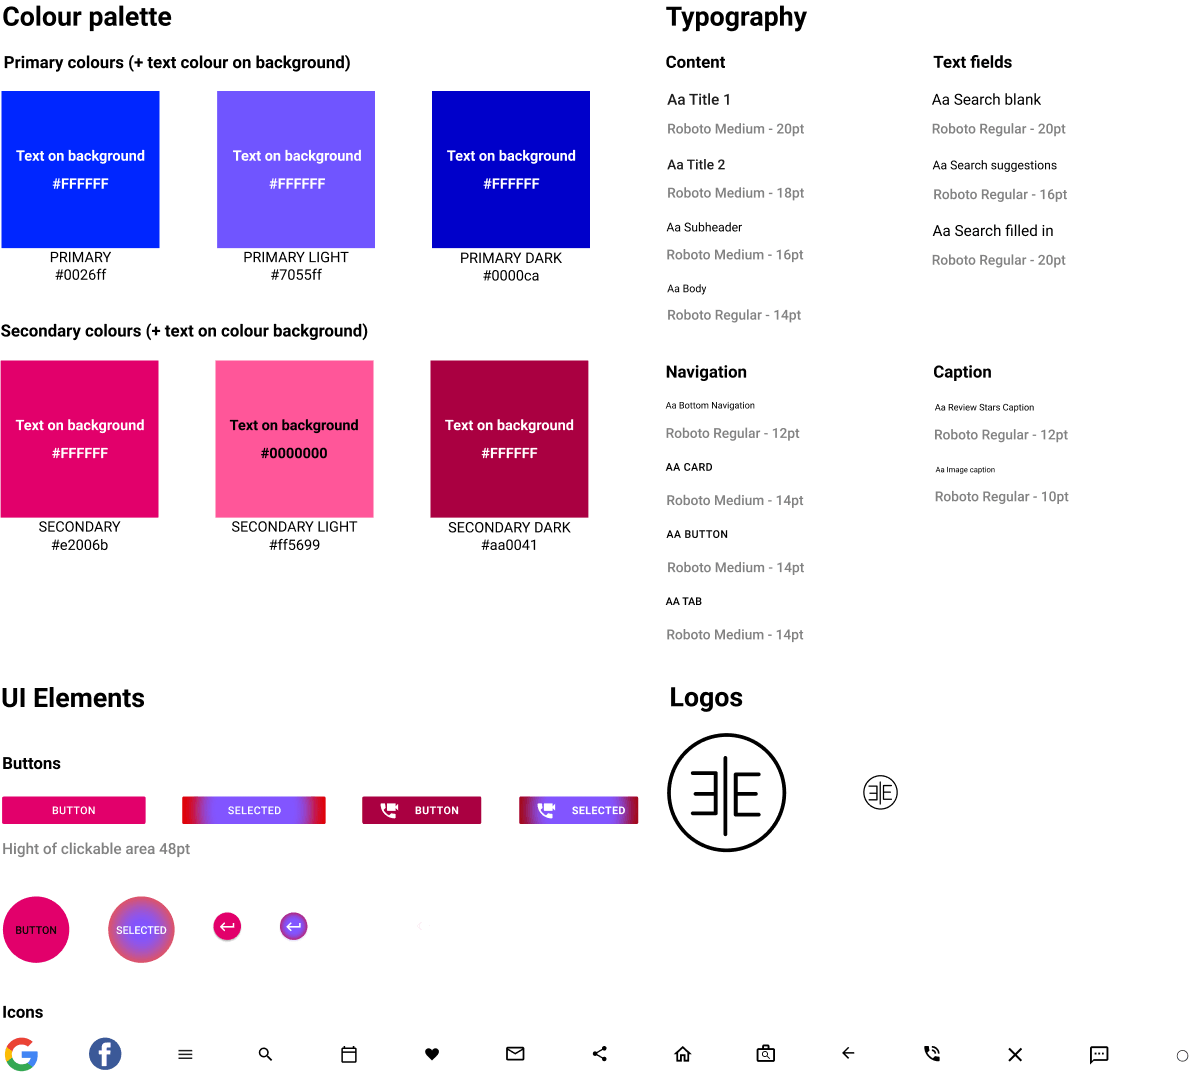 Colour palette
Primary colours (+ text colour on background)
Text on background
#FFFFFF
PRIMARY
#0026ff
Text on background
#FFFFFF
PRIMARY LIGHT
#7055ff
Text on background
#FFFFFF
PRIMARY DARK
#0000ca
Secondary colours (+ text on colour background)
Text on background
#FFFFFF
SECONDARY
#e2006b
Text on background
#0000000
SECONDARY LIGHT
#ff5699
Text on background
#FFFFFF
SECONDARY DARK
#aa0041
Typography
Content
Aa Title 1
Roboto Medium - 20pt
Aa Title 2
Roboto Medium - 18pt
Aa Subheader
Roboto Medium - 16pt
Aa Body
Roboto Regular - 14pt
Text fields
Aa Search blank
Roboto Regular - 20pt
Aa Search suggestions
Roboto Regular - 16pt
Aa Search filled in
Roboto Regular - 20pt
Navigation
Aa Bottom Navigation
Roboto Regular - 12pt
AA CARD
Roboto Medium - 14pt
AA BUTTON
Roboto Medium - 14pt
AA TAB
Roboto Medium - 14pt
Caption
Aa Review Stars Caption
Roboto Regular - 12pt
Aa Image caption
Roboto Regular - 10pt
UI Elements
Buttons
BUTTON
SELECTED
BUTTON
SELECTED
Hight of clickable area 48pt
BUTTON
SELECTED
Icons
Logos